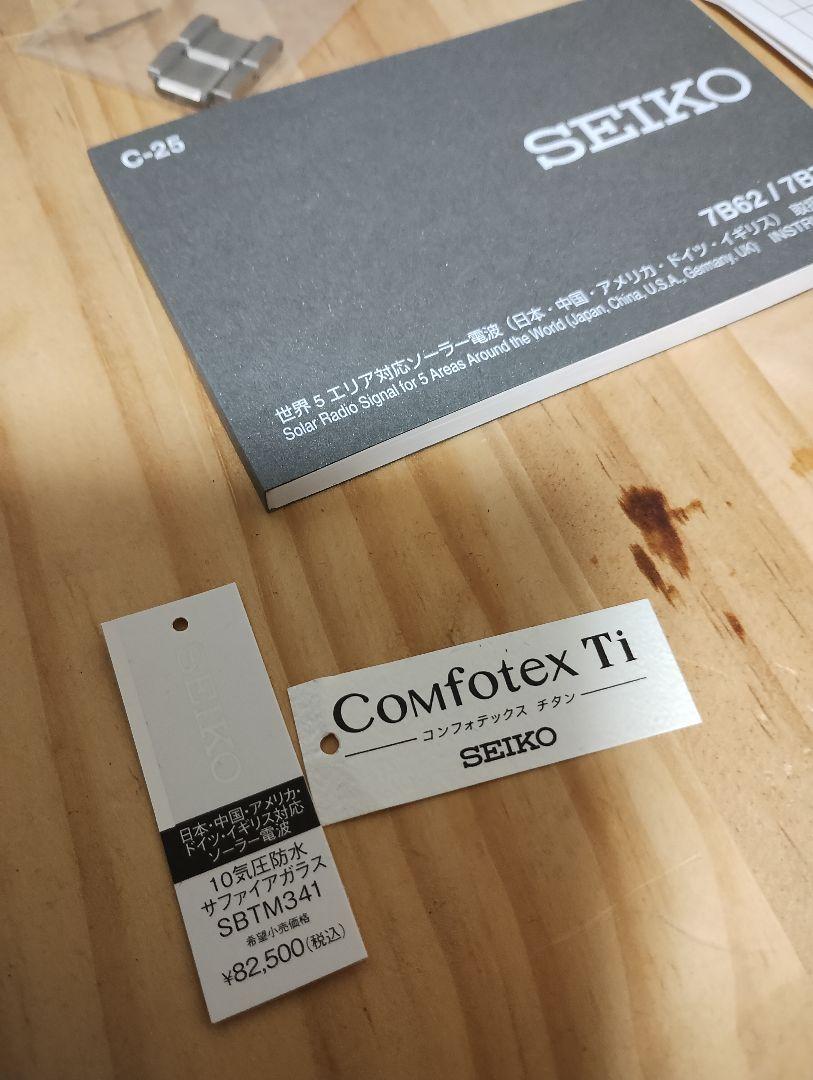 C-25
SEIKO
7B62 /
世界5エリア対応ソーラー電波（日本・中国・アメリカ・ドイツ・イギリス）
Solar Radio Signal for 5 Areas Around the World (Japan, China, U.S.A., Germany, UK)
SEIKO
日本・中国・アメリカ・
ドイツ・イギリス対応
ソーラー電波
10気圧防水
サファイアガラス
SBTM341
希望小売価格
¥82,500(税込)
Comfotex Ti
コンフォテックス チタン
SEIKO